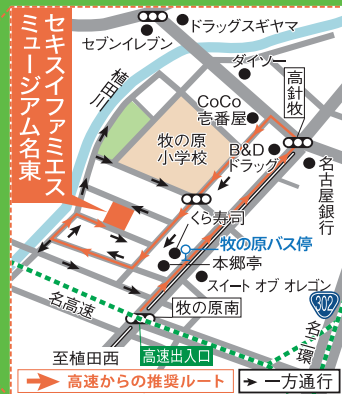 セキスイファミエス
ミュージアム名東
ドラッグスギヤマ
セブンイレブン
ダイソー
植田川
高針牧
CoCo
壱番屋
牧の原
小学校
B&D
ドラッグ
名古屋銀行
くら寿司
牧の原バス停
本郷亭
スイート オブ オレゴン
302
名高速
牧の原南
名二環
至植田西
高速出入口
高速からの推奨ルート
一方通行